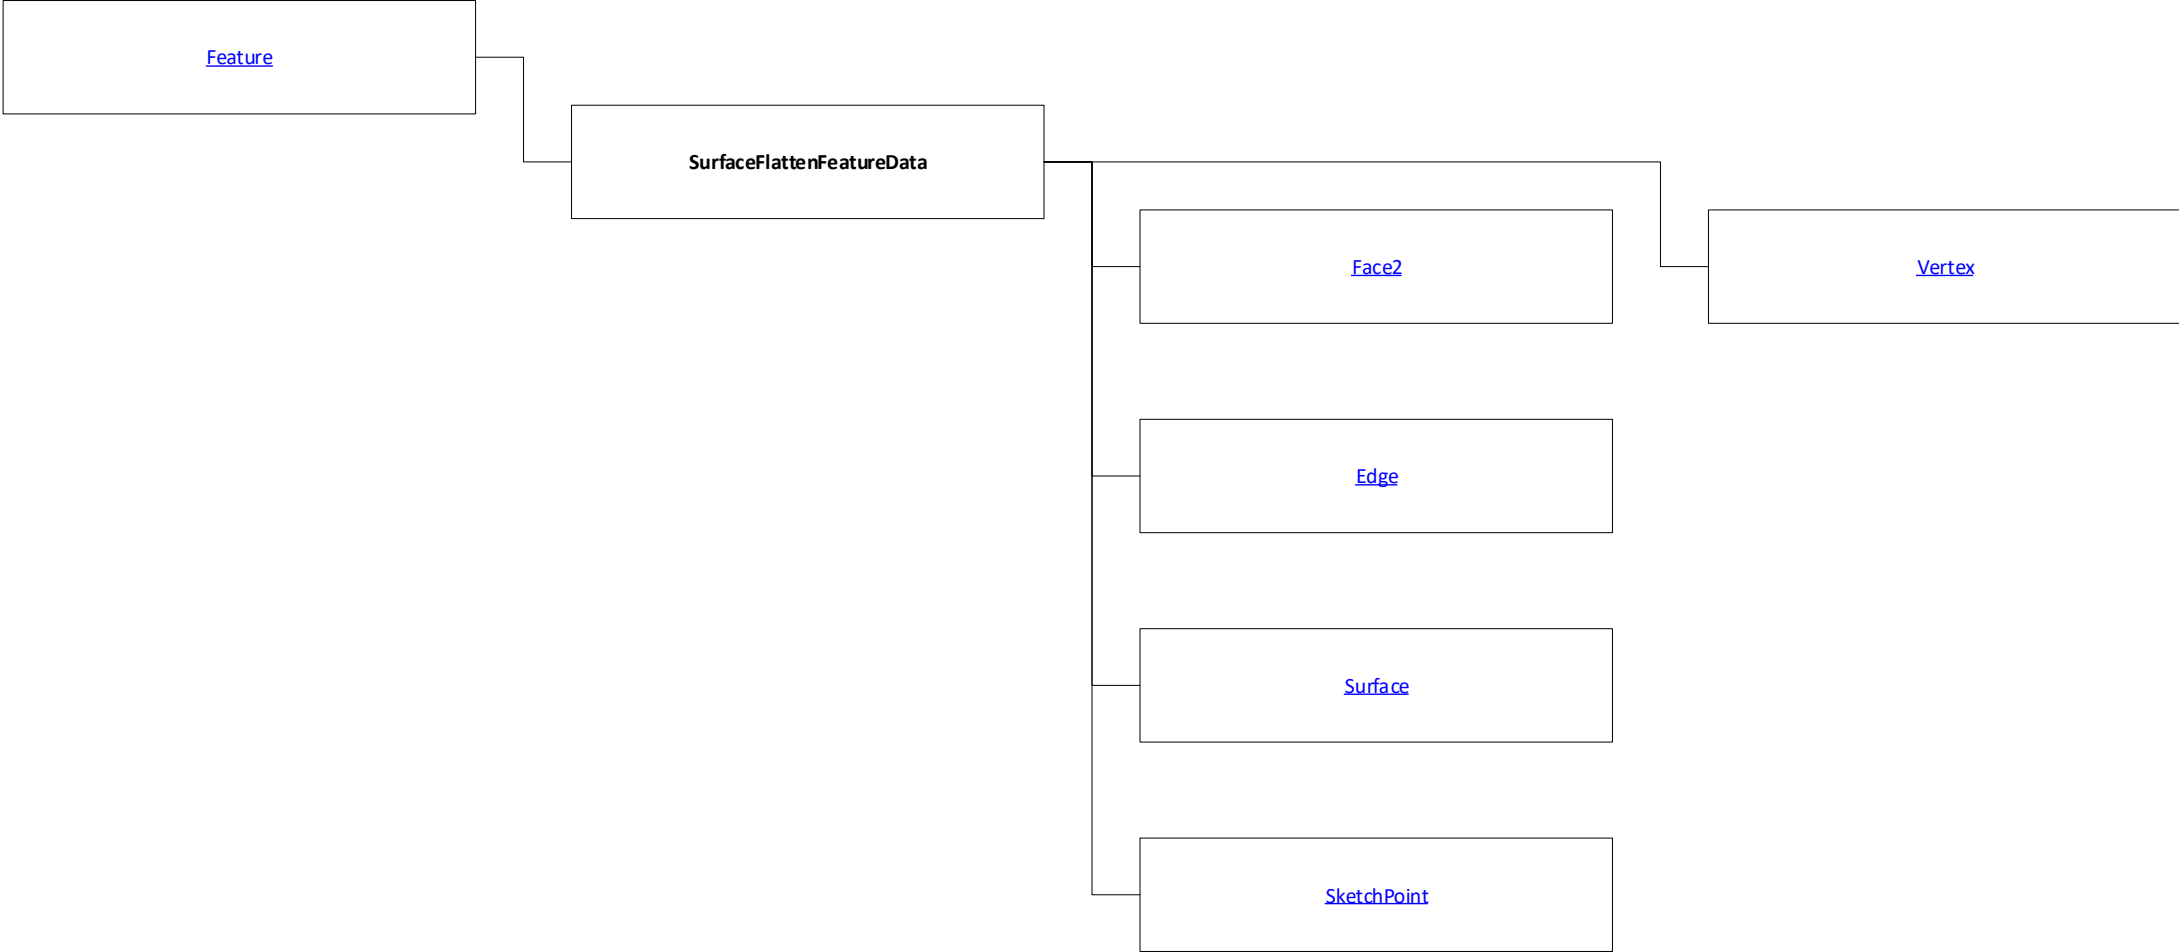 Feature
SurfaceFlattenFeatureData
Face2
Vertex
Edge
Surface
SketchPoint